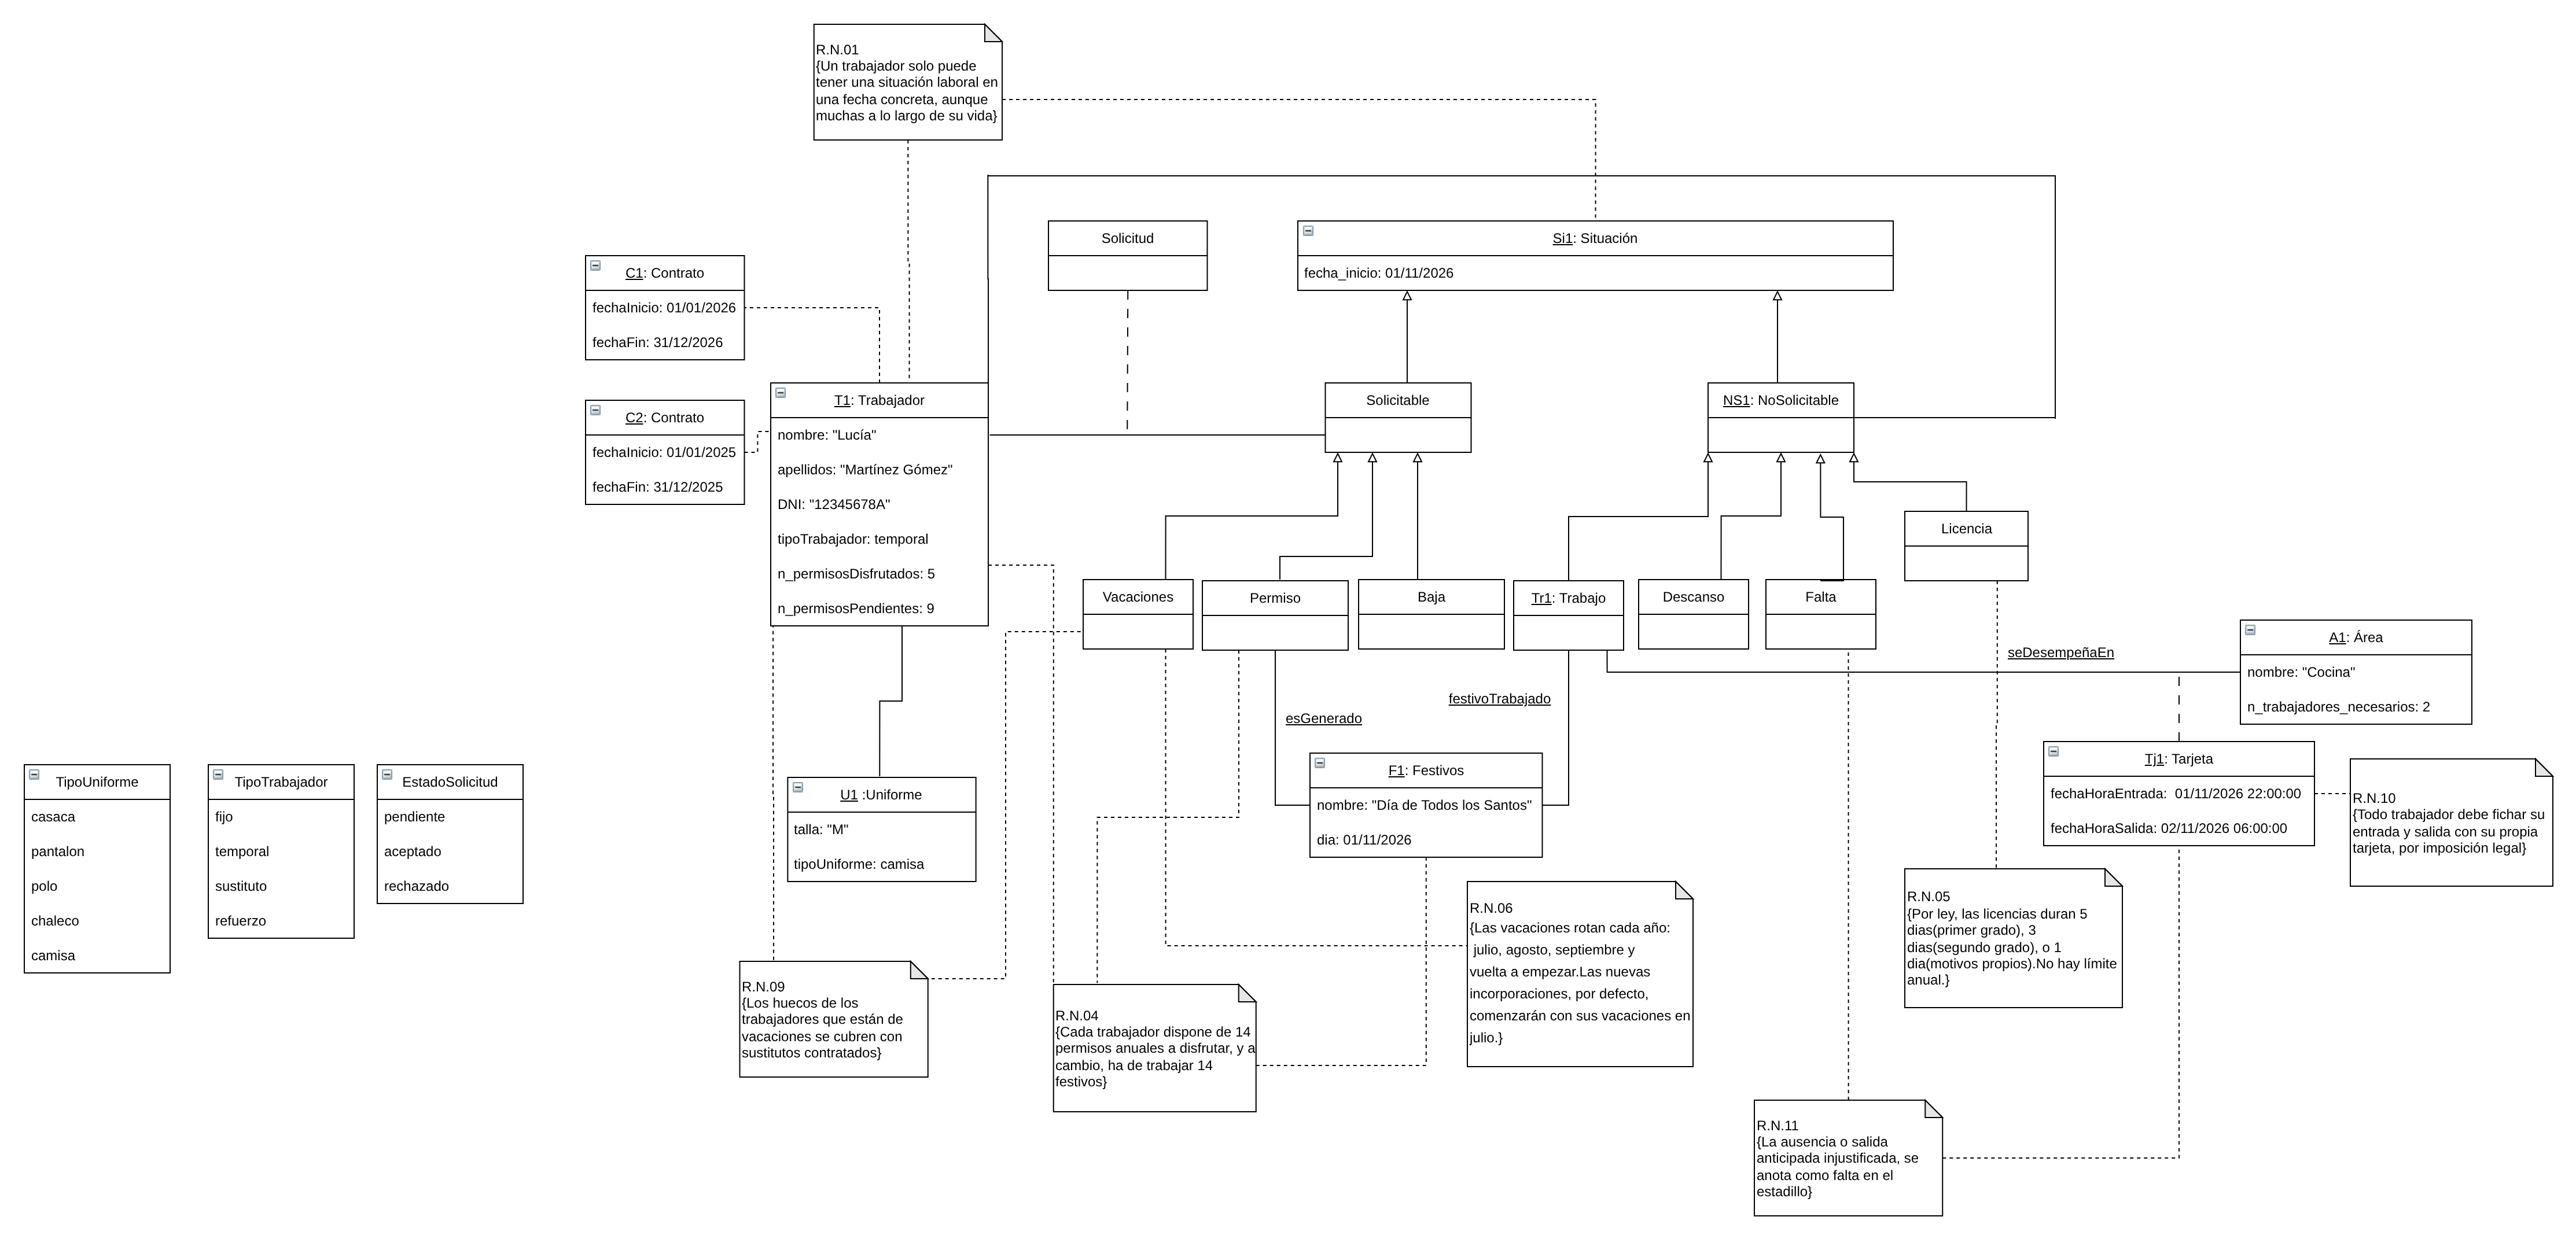 R.N.01
{Un trabajador solo puede
tener una situación laboral en
una fecha concreta, aunque
muchas a lo largo de su vida}
Solicitud
Si1: Situación
fecha_inicio: 01/11/2026
C1: Contrato
fechaInicio: 01/01/2026
fechaFin: 31/12/2026
C2: Contrato
fechaInicio: 01/01/2025
fechaFin: 31/12/2025
T1: Trabajador
nombre: "Lucía"
apellidos: "Martínez Gómez"
DNI: "12345678A"
tipoTrabajador: temporal
n_permisosDisfrutados: 5
n_permisosPendientes: 9
Solicitable
NS1: NoSolicitable
Licencia
Vacaciones
Permiso
Baja
Tr1: Trabajo
Descanso
Falta
seDesempeñaEn
A1: Área
nombre: "Cocina"
n_trabajadores_necesarios: 2
esGenerado
festivoTrabajado
F1: Festivos
nombre: "Día de Todos los Santos"
dia: 01/11/2026
Tj1: Tarjeta
fechaHoraEntrada:  01/11/2026 22:00:00
fechaHoraSalida: 02/11/2026 06:00:00
R.N.10
{Todo trabajador debe fichar su
entrada y salida con su propia
tarjeta, por imposición legal}
TipoUniforme
casaca
pantalon
polo
chaleco
camisa
TipoTrabajador
fijo
temporal
sustituto
refuerzo
EstadoSolicitud
pendiente
aceptado
rechazado
U1 :Uniforme
talla: "M"
tipoUniforme: camisa
R.N.09
{Los huecos de los
trabajadores que están de
vacaciones se cubren con
sustitutos contratados}
R.N.04
{Cada trabajador dispone de 14
permisos anuales a disfrutar, y a
cambio, ha de trabajar 14
festivos}
R.N.06
{Las vacaciones rotan cada año:
julio, agosto, septiembre y
vuelta a empezar.Las nuevas
incorporaciones, por defecto,
comenzarán con sus vacaciones en
julio.}
R.N.05
{Por ley, las licencias duran 5
dias(primer grado), 3
dias(segundo grado), o 1
dia(motivos propios).No hay límite
anual.}
R.N.11
{La ausencia o salida
anticipada injustificada, se
anota como falta en el
estadillo}